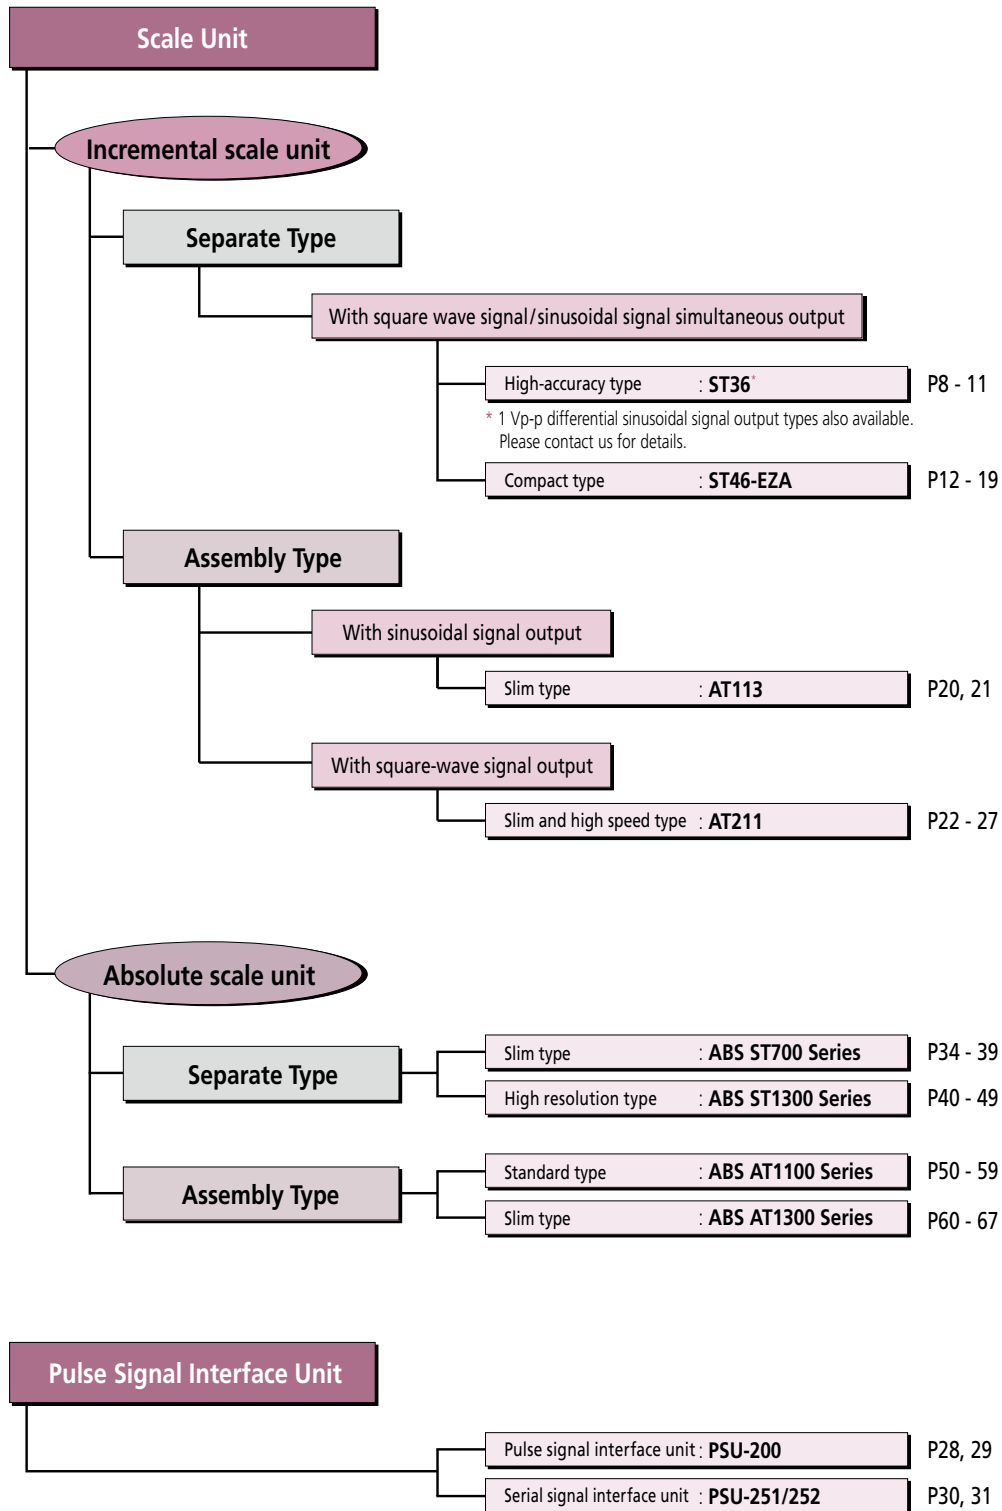 Scale Unit
Incremental scale unit
Separate Type
With square wave signal/sinusoidal signal simultaneous output
High-accuracy type : ST36* P8 - 11
* 1 Vp-p differential sinusoidal signal output types also available.
Please contact us for details.
Compact type : ST46-EZA P12 - 19
Assembly Type
With sinusoidal signal output
Slim type : AT113 P20, 21
With square-wave signal output
Slim and high speed type : AT211 P22 - 27
Absolute scale unit
Separate Type
Slim type : ABS ST700 Series P34 - 39
High resolution type : ABS ST1300 Series P40 - 49
Assembly Type
Standard type : ABS AT1100 Series P50 - 59
Slim type : ABS AT1300 Series P60 - 67
Pulse Signal Interface Unit
Pulse signal interface unit : PSU-200 P28, 29
Serial signal interface unit : PSU-251/252 P30, 31